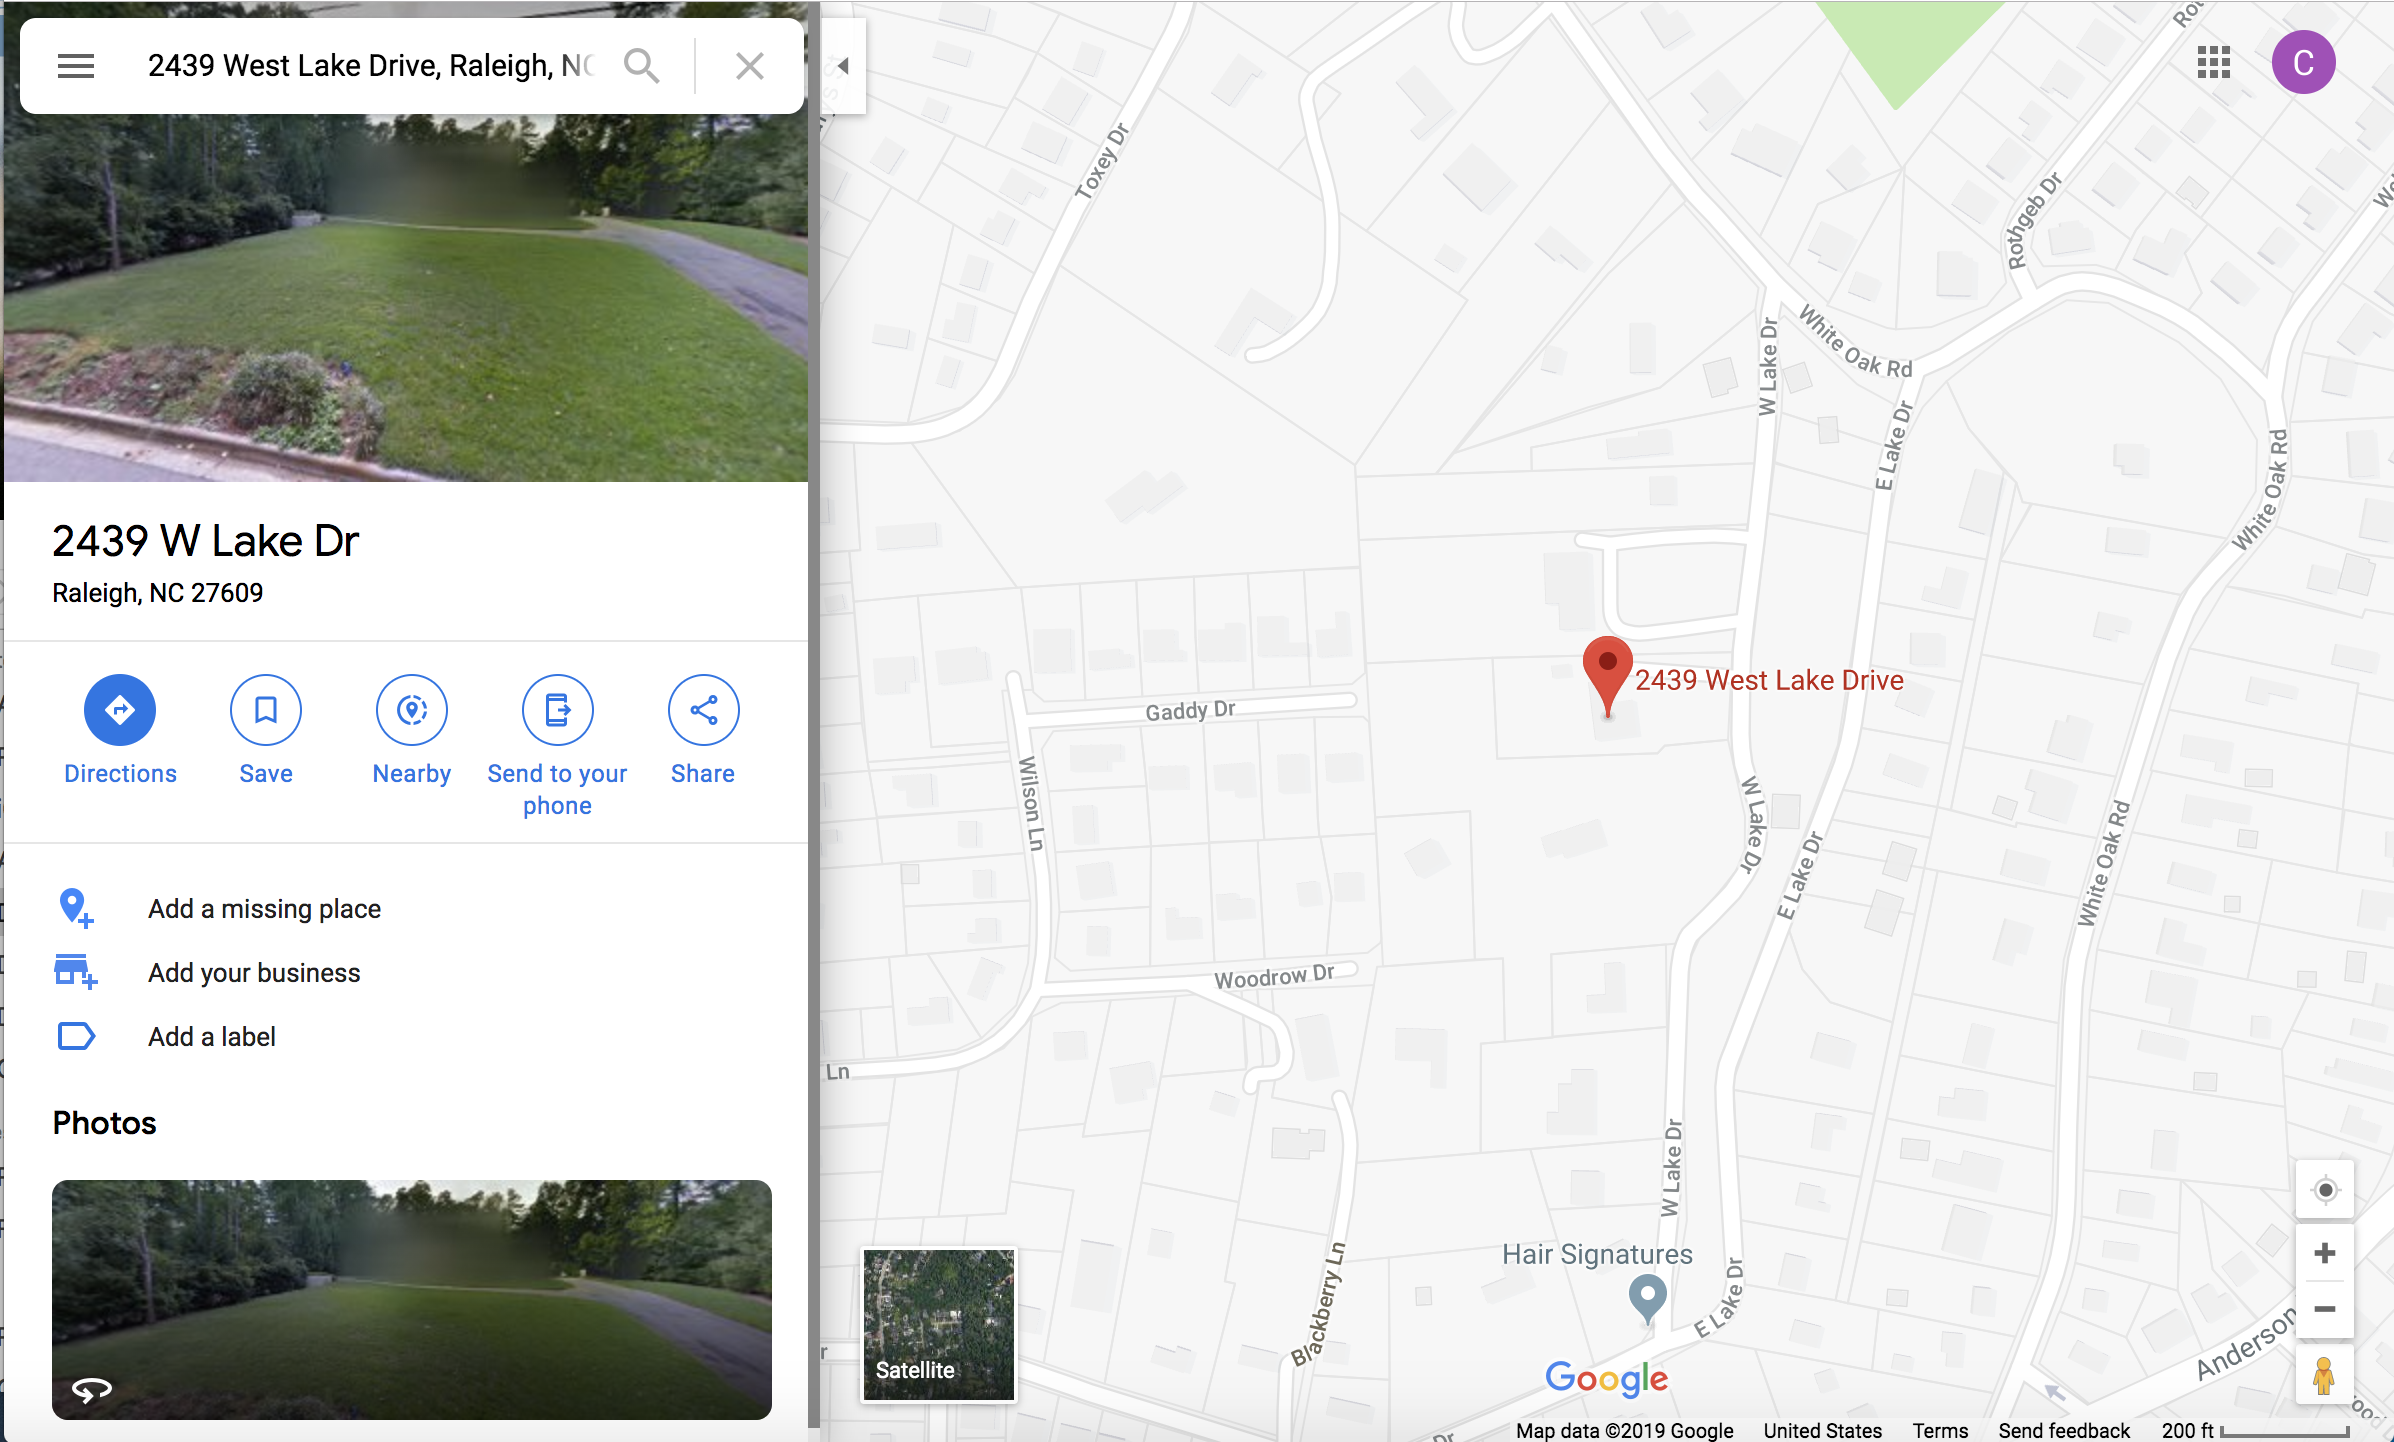 2439 West Lake Drive, Raleigh, NC
C
2439 W Lake Dr
Raleigh, NC 27609
Directions
Save
Nearby
Send to your
phone
Share
Add a missing place
Add your business
Add a label
Photos
Toxey Dr
Rothgeb Dr
White Oak Rd
W Lake Dr
E Lake Dr
White Oak Rd
2439 West Lake Drive
Gaddy Dr
Wilson Ln
W Lake Dr
E Lake Dr
White Oak Rd
Woodrow Dr
Ln
W Lake Dr
Hair Signatures
E Lake Dr
Blackberry Ln
Anderson
Satellite
Google
Dr
Map data ©2019 Google
United States
Terms
Send feedback
200 ft